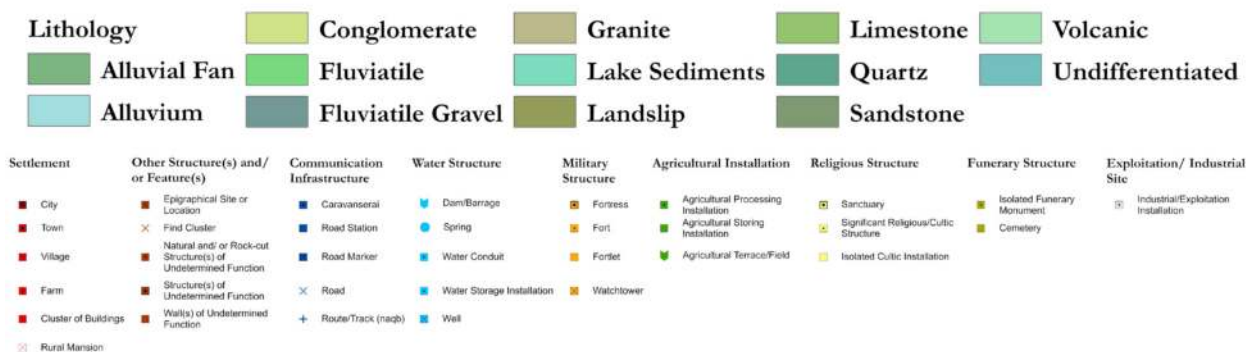 Lithology
Conglomerate
Granite
Limestone
Volcanic
Alluvial Fan
Fluviatile
Lake Sediments
Quartz
Undifferentiated
Alluvium
Fluviatile Gravel
Landslip
Sandstone
Settlement
City
Town
Village
Farm
Cluster of Buildings
Rural Mansion
Other Structure(s) and/
or Feature(s)
Epigraphical Site or
Location
Find Cluster
Natural and/ or Rock-cut
Structure(s) of
Undetermined Function
Structure(s) of
Undetermined Function
Wall(s) of Undetermined
Function
Communication
Infrastructure
Caravanserai
Road Station
Road Marker
Road
Route/Track (naqb)
Water Structure
Dam/Barrage
Spring
Water Conduit
Water Storage Installation
Well
Military
Structure
Fortress
Fort
Fortlet
Watchtower
Agricultural Installation
Agricultural Processing
Installation
Agricultural Storing
Installation
Agricultural Terrace/Field
Religious Structure
Sanctuary
Significant Religious/Cultic
Structure
Isolated Cultic Installation
Funerary Structure
Isolated Funerary
Monument
Cemetery
Exploitation/ Industrial
Site
Industrial/Exploitation
Installation